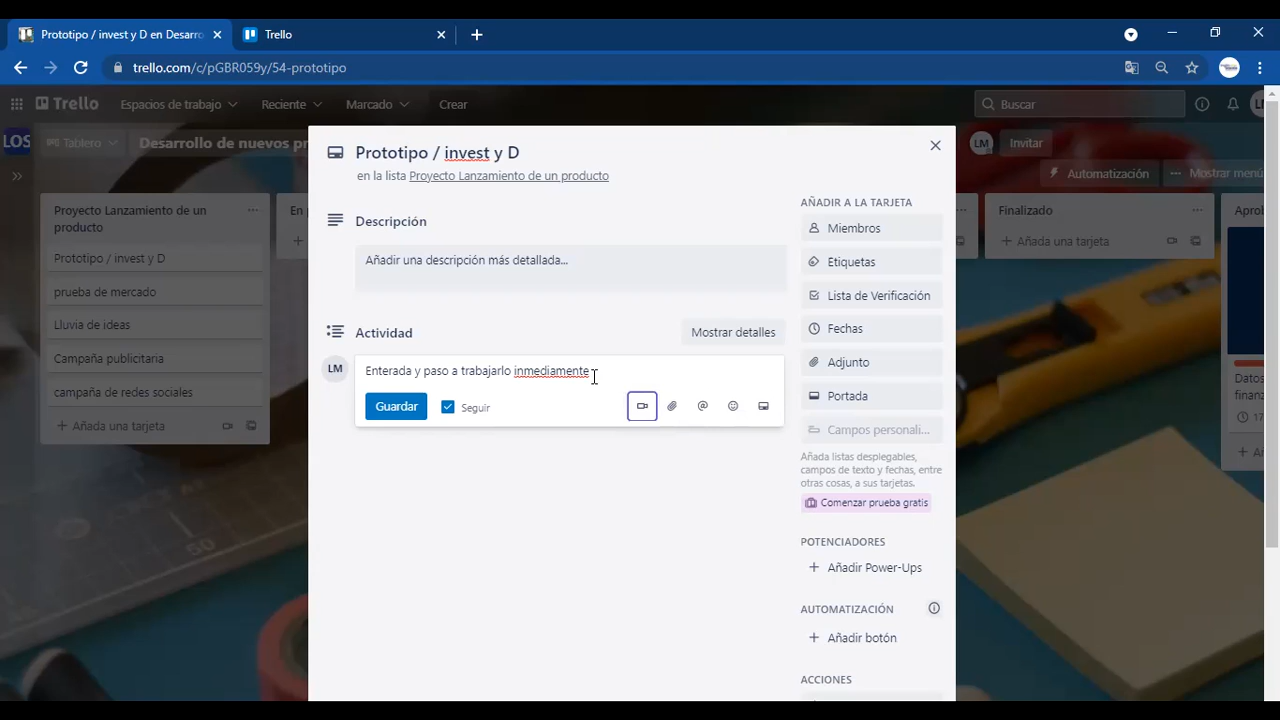 Prototipo / invest y D en Desarro
Trello
trello.com/c/pGBR059y/54-prototipo
Trello
Espacios de trabajo
Reciente
Marcado
Crear
Buscar
LOS
Tablero
Desarrollo de nuevos pr
LM
Invitar
Automatización
Mostrar menú
Proyecto Lanzamiento de un
producto
Prototipo / invest y D
prueba de mercado
Lluvia de ideas
Campaña publicitaria
campaña de redes sociales
Añada una tarjeta
En p
Prototipo / invest y D
en la lista Proyecto Lanzamiento de un producto
Descripción
Añadir una descripción más detallada...
Actividad
Mostrar detalles
LM
Enterada y paso a trabajarlo inmediamente
Guardar
Seguir
AÑADIR A LA TARJETA
Miembros
Etiquetas
Lista de Verificación
Fechas
Adjunto
Portada
Campos personali...
Añada listas desplegables,
campos de texto y fechas, entre
otras cosas, a sus tarjetas.
Comenzar prueba gratis
POTENCIADORES
Añadir Power-Ups
AUTOMATIZACIÓN
Añadir botón
ACCIONES
Finalizado
Añada una tarjeta
Aprob
Datos